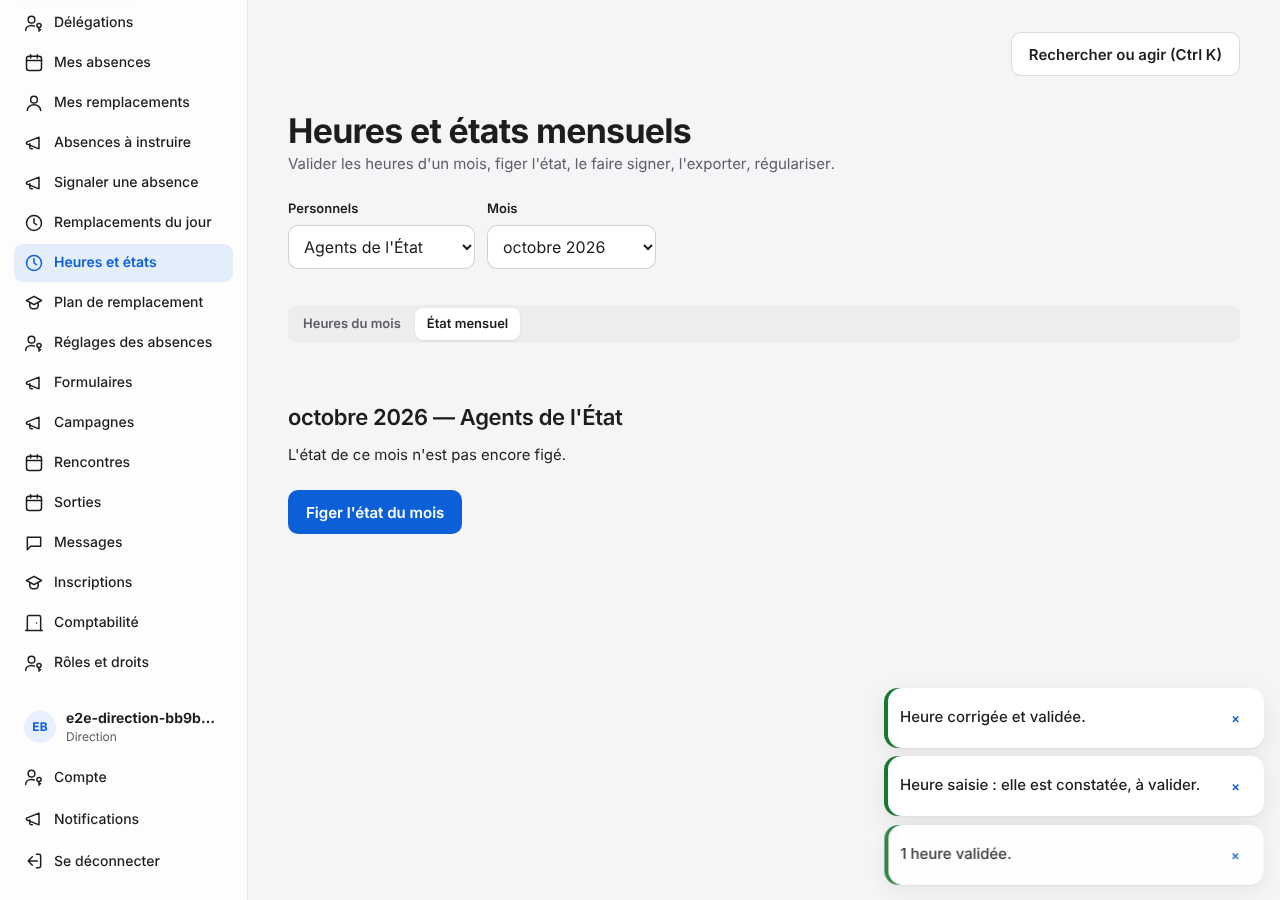 Délégations
Mes absences
Mes remplacements
Absences à instruire
Signaler une absence
Remplacements du jour
Heures et états
Plan de remplacement
Réglages des absences
Formulaires
Campagnes
Rencontres
Sorties
Messages
Inscriptions
Comptabilité
Rôles et droits
EB
e2e-direction-bb9b...
Direction
Compte
Notifications
Se déconnecter
Rechercher ou agir (Ctrl K)
Heures et états mensuels
Valider les heures d'un mois, figer l'état, le faire signer, l'exporter, régulariser.
Personnels Mois
Agents de l'État octobre 2026
Heures du mois État mensuel
octobre 2026 — Agents de l'État
L'état de ce mois n'est pas encore figé.
Figer l'état du mois
Heure corrigée et validée. ×
Heure saisie : elle est constatée, à valider. ×
1 heure validée. ×